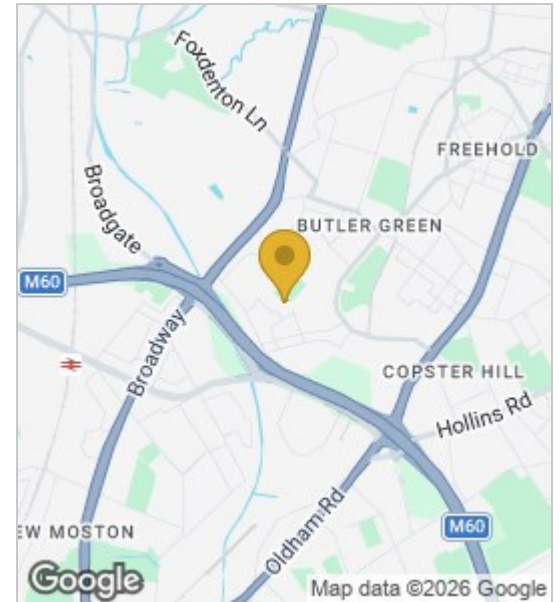 Foxdenton Ln
FREEHOLD
Broadgate
BUTLER GREEN
M60
Broadway
COPSTER HILL
Hollins Rd
Oldham Rd
M60
EW MOSTON
Google
Map data ©2026 Google